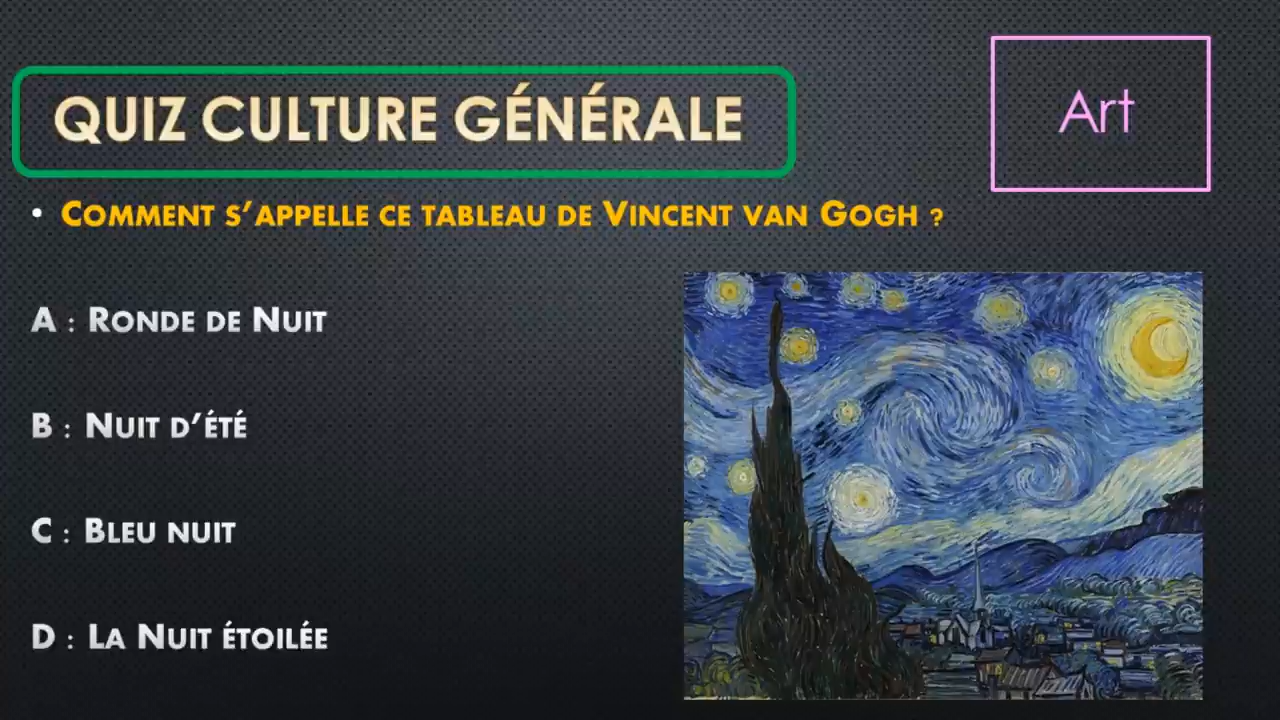 QUIZ CULTURE GÉNÉRALE
Art
• COMMENT S'APPELLE CE TABLEAU DE VINCENT VAN GOGH ?
A : RONDE DE NUIT
B : NUIT D'ÉTÉ
C : BLEU NUIT
D : LA NUIT ÉTOILÉE